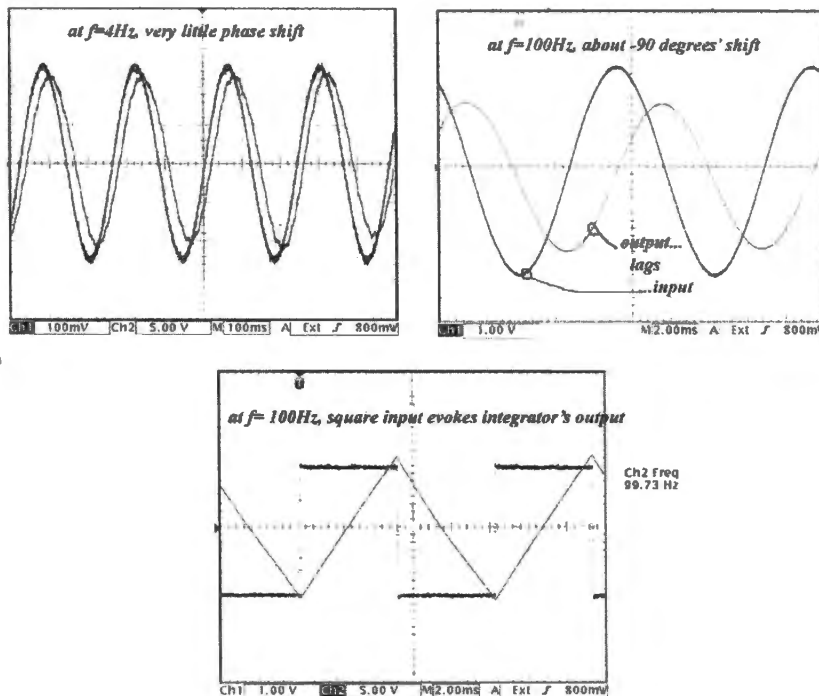 at f=4Hz, very little phase shift
Ch1 100mV Ch2 5.00 V M 100ms A Ext ʃ 800mV
at f=100Hz, about -90 degrees' shift
output...
lags
...input
Ch1 1.00 V M 2.00ms A Ext ʃ 800mV
at f= 100Hz, square input evokes integrator's output
Ch2 Freq
99.73 Hz
Ch1 1.00 V Ch2 5.00 V M 2.00ms A Ext ʃ 800mV